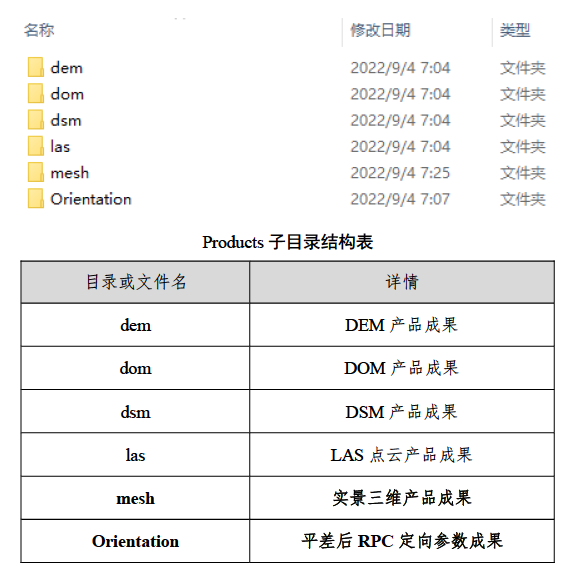 名称 修改日期 类型
dem 2022/9/4 7:04 文件夹
dom 2022/9/4 7:04 文件夹
dsm 2022/9/4 7:04 文件夹
las 2022/9/4 7:04 文件夹
mesh 2022/9/4 7:25 文件夹
Orientation 2022/9/4 7:07 文件夹
Products 子目录结构表
目录或文件名 详情
dem DEM 产品成果
dom DOM 产品成果
dsm DSM 产品成果
las LAS 点云产品成果
mesh 实景三维产品成果
Orientation 平差后 RPC 定向参数成果